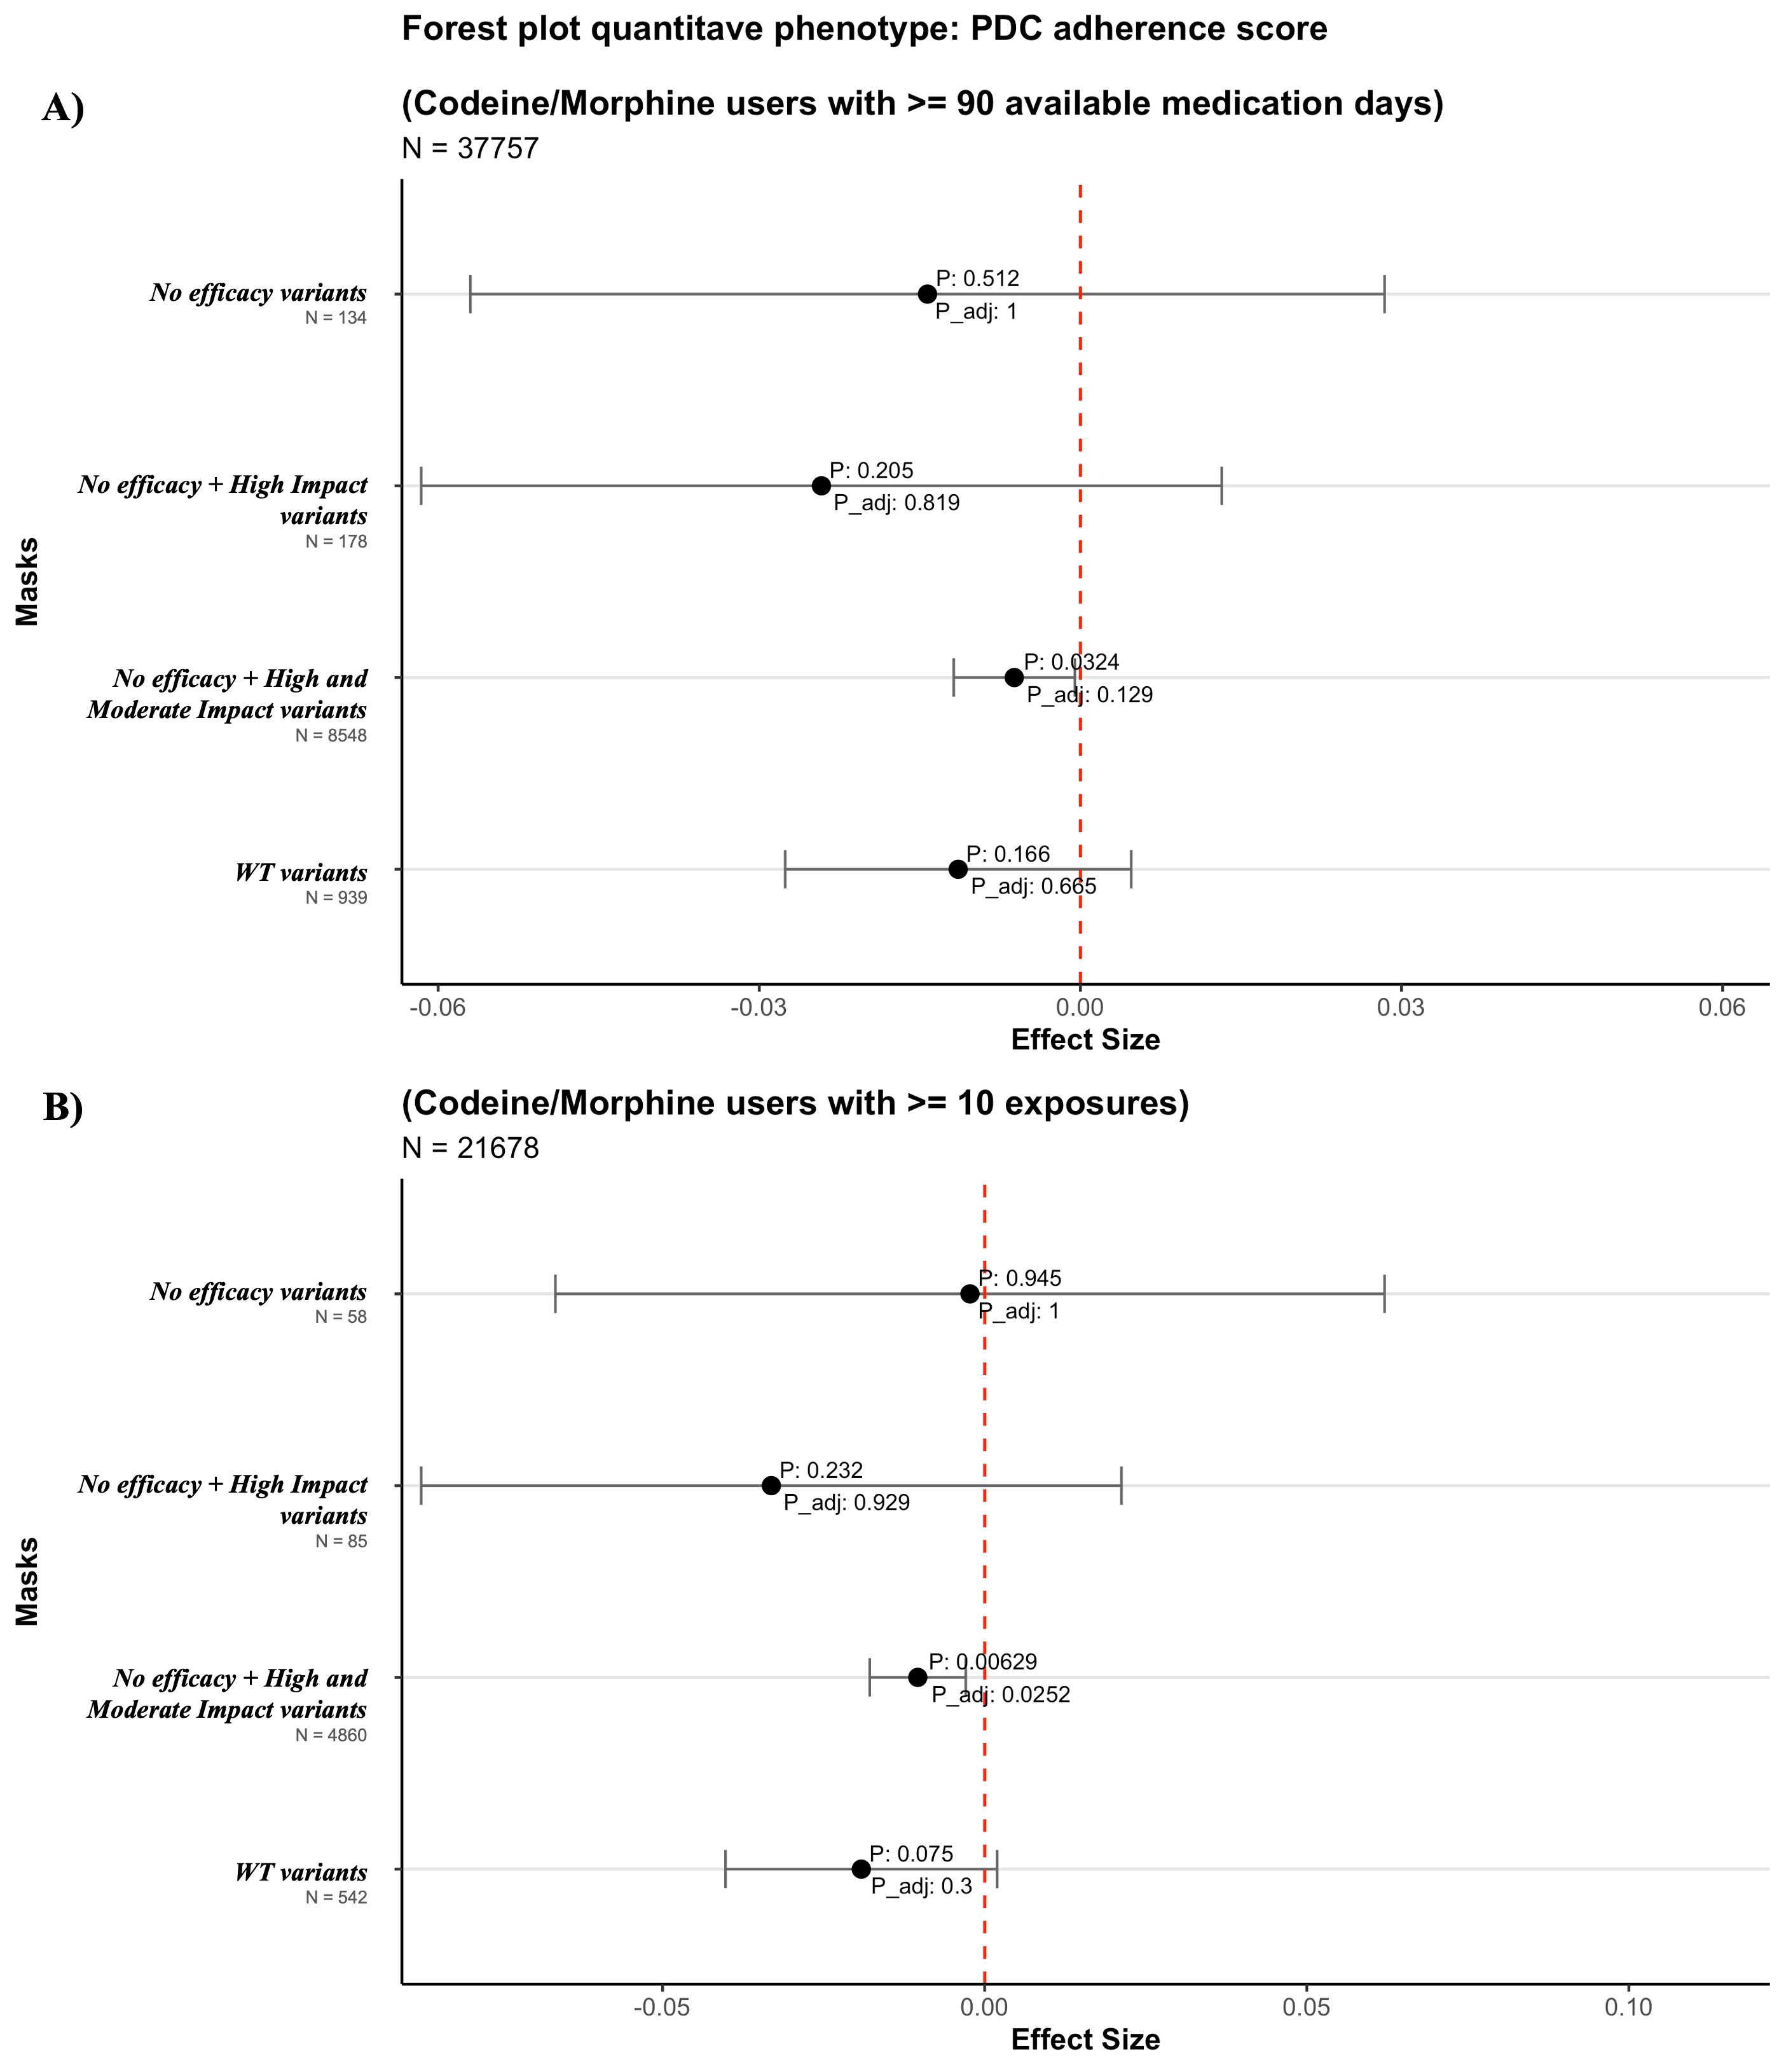 Forest plot quantitave phenotype: PDC adherence score
A)
(Codeine/Morphine users with >= 90 available medication days)
N = 37757
Masks
No efficacy variants
N = 134
P: 0.512
P_adj: 1
No efficacy + High Impact
variants
N = 178
P: 0.205
P_adj: 0.819
No efficacy + High and
Moderate Impact variants
N = 8548
P: 0.0324
P_adj: 0.129
WT variants
N = 939
P: 0.166
P_adj: 0.665
-0.06
-0.03
0.00
0.03
0.06
Effect Size
B)
(Codeine/Morphine users with >= 10 exposures)
N = 21678
Masks
No efficacy variants
N = 58
P: 0.945
P_adj: 1
No efficacy + High Impact
variants
N = 85
P: 0.232
P_adj: 0.929
No efficacy + High and
Moderate Impact variants
N = 4860
P: 0.00629
P_adj: 0.0252
WT variants
N = 542
P: 0.075
P_adj: 0.3
-0.05
0.00
0.05
0.10
Effect Size